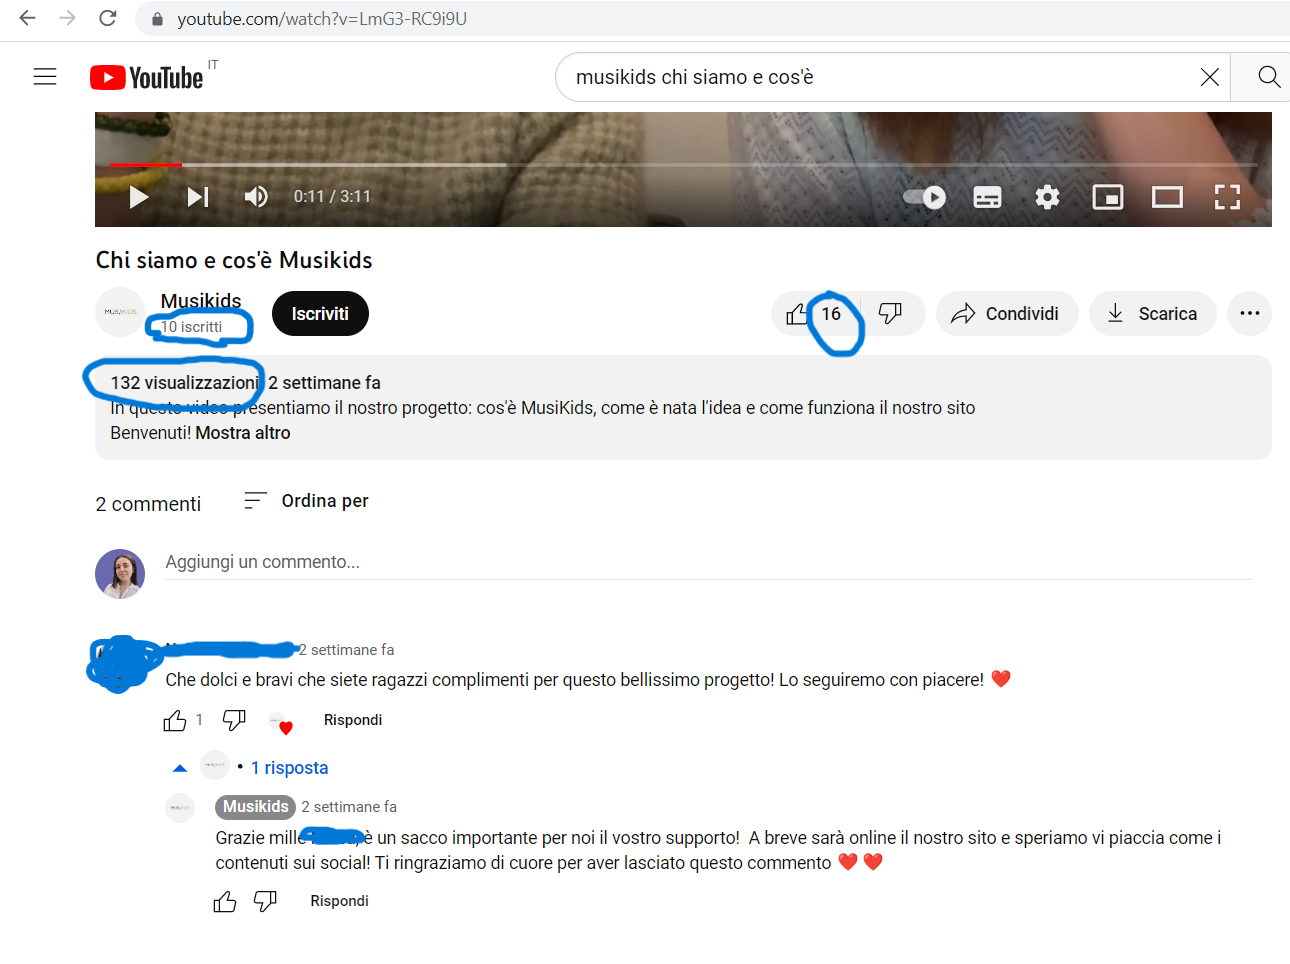 youtube.com/watch?v=LmG3-RC9i9U
YouTube IT
musikids chi siamo e cos'è
0:11 / 3:11
Chi siamo e cos'è Musikids
MUSIKIDS
Musikids
10 iscritti
Iscriviti
16
Condividi
Scarica
132 visualizzazioni 2 settimane fa
In questo video presentiamo il nostro progetto: cos'è MusiKids, come è nata l'idea e come funziona il nostro sito
Benvenuti! Mostra altro
2 commenti
Ordina per
Aggiungi un commento...
2 settimane fa
Che dolci e bravi che siete ragazzi complimenti per questo bellissimo progetto! Lo seguiremo con piacere! ❤️
1
Rispondi
• 1 risposta
Musikids 2 settimane fa
Grazie mille è un sacco importante per noi il vostro supporto! A breve sarà online il nostro sito e speriamo vi piaccia come i
contenuti sui social! Ti ringraziamo di cuore per aver lasciato questo commento ❤️ ❤️
Rispondi